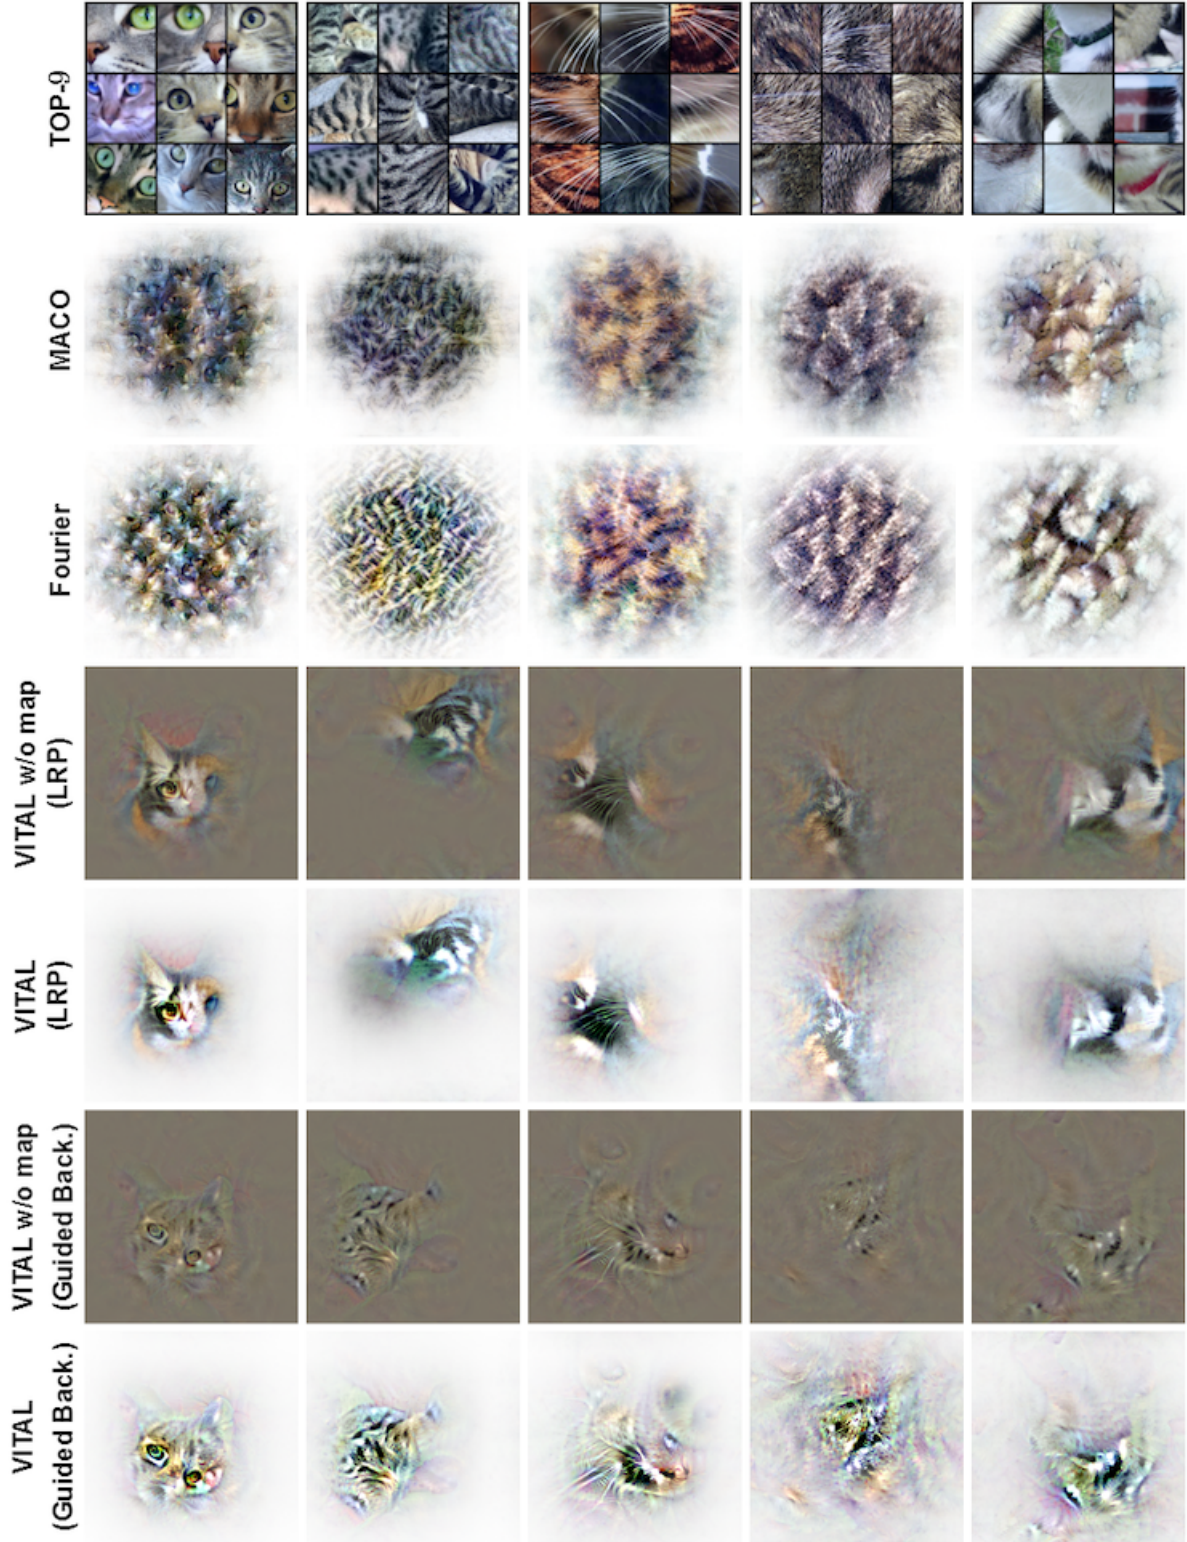 TOP-9
MACO
Fourier
VITAL w/o map
(LRP)
VITAL
(LRP)
VITAL w/o map
(Guided Back.)
VITAL
(Guided Back.)